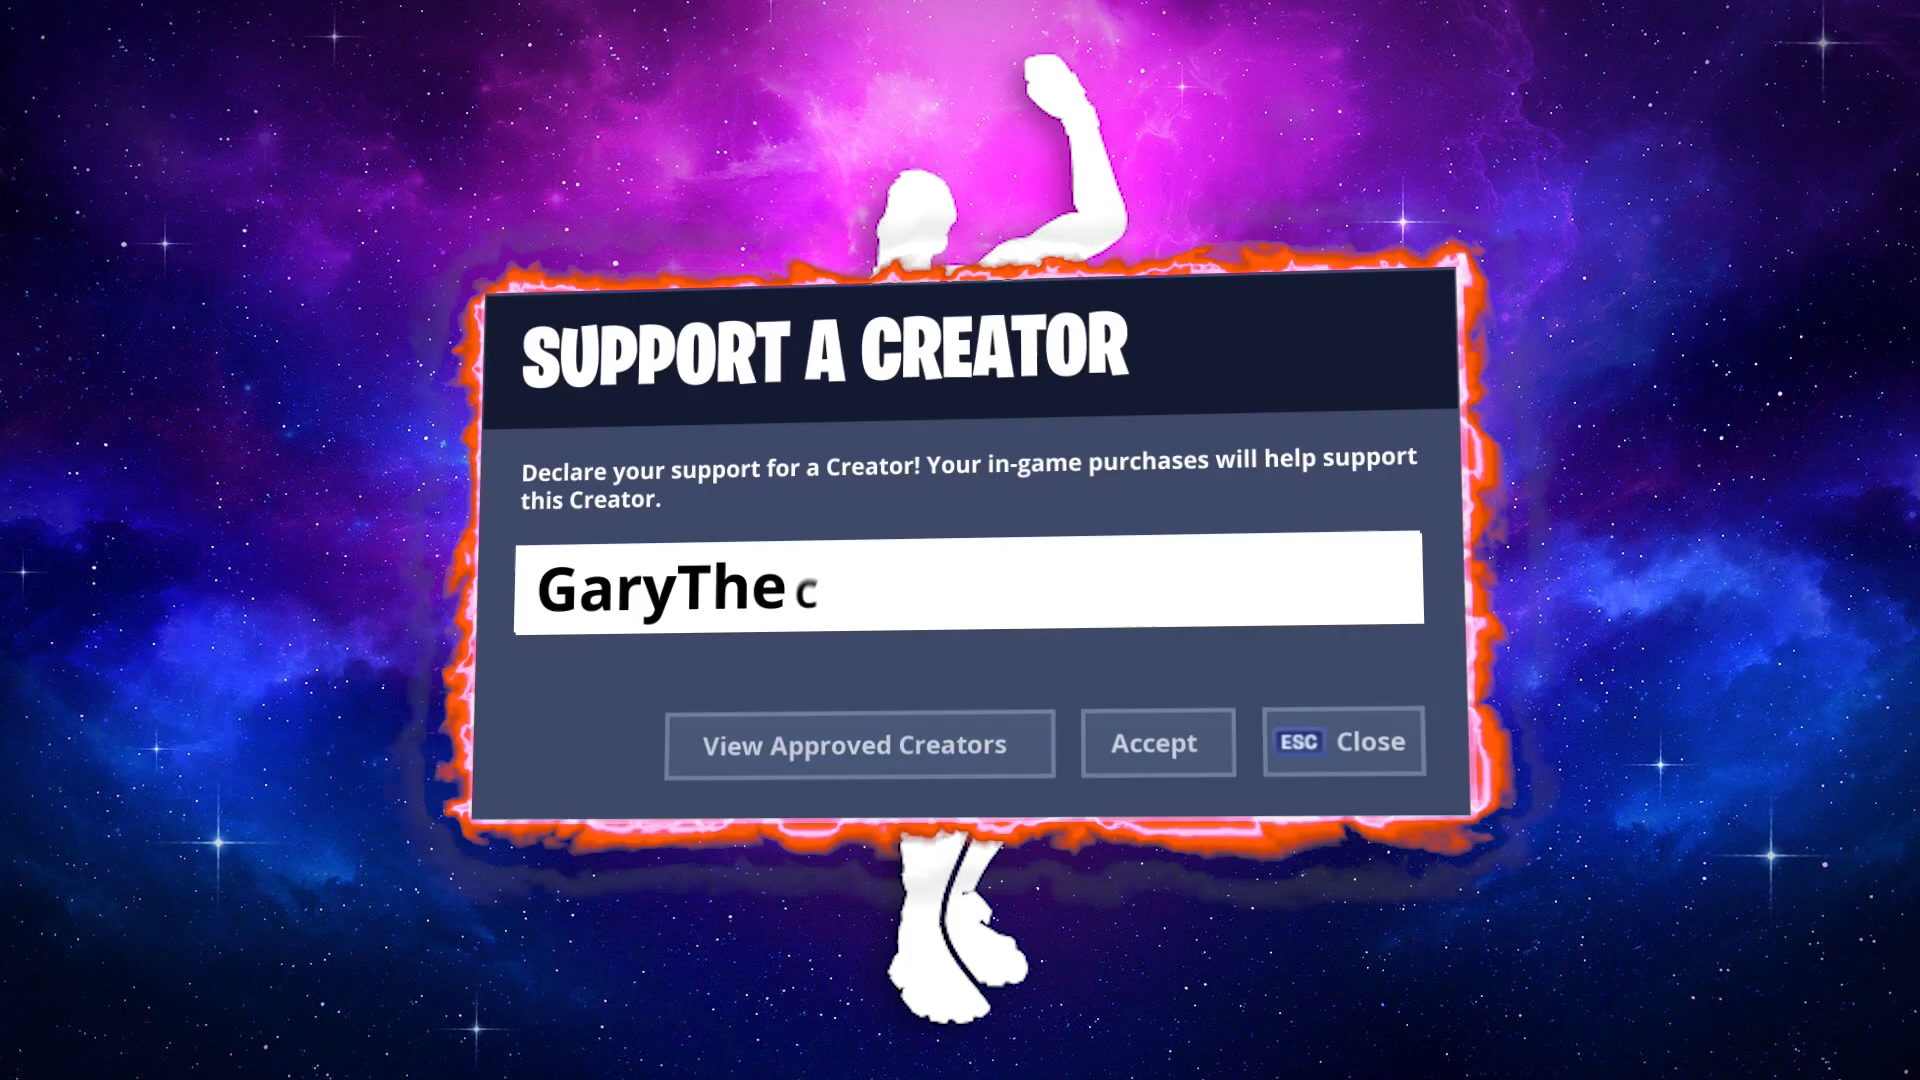 SUPPORT A CREATOR
Declare your support for a Creator! Your in-game purchases will help support
this Creator.
GaryThe c
View Approved Creators
Accept
ESC Close